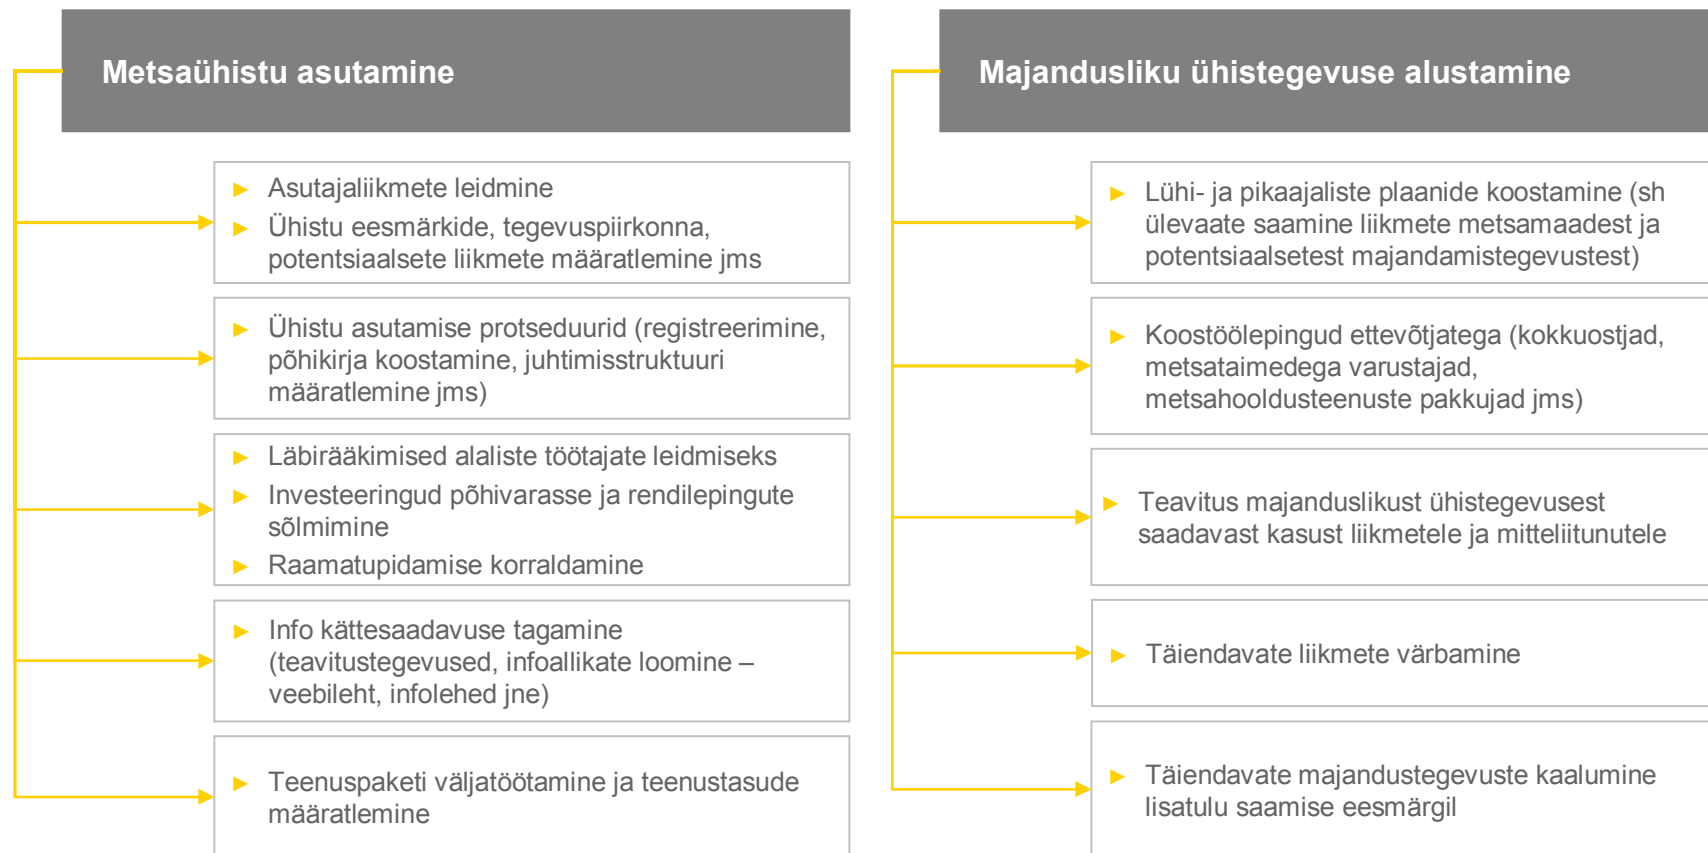 Metsaühistu asutamine
► Asutajaliikmete leidmine
► Ühistu eesmärkide, tegevuspiirkonna,
potentsiaalsete liikmete määratlemine jms
► Ühistu asutamise protseduurid (registreerimine,
põhikirja koostamine, juhtimisstruktuuri
määratlemine jms)
► Läbirääkimised alaliste töötajate leidmiseks
► Investeeringud põhivarasse ja rendilepingute
sõlmimine
► Raamatupidamise korraldamine
► Info kättesaadavuse tagamine
(teavitustegevused, infoallikate loomine –
veebileht, infolehed jne)
► Teenuspaketi väljatöötamine ja teenustasude
määratlemine
Majandusliku ühistegevuse alustamine
► Lühi- ja pikaajaliste plaanide koostamine (sh
ülevaate saamine liikmete metsamaadest ja
potentsiaalsetest majandamistegevustest)
► Koostöölepingud ettevõtjatega (kokkuostjad,
metsataimedega varustajad,
metsahooldusteenuste pakkujad jms)
► Teavitus majanduslikust ühistegevusest
saadavast kasust liikmetele ja mitteliitunutele
► Täiendavate liikmete värbamine
► Täiendavate majandustegevuste kaalumine
lisatulu saamise eesmärgil